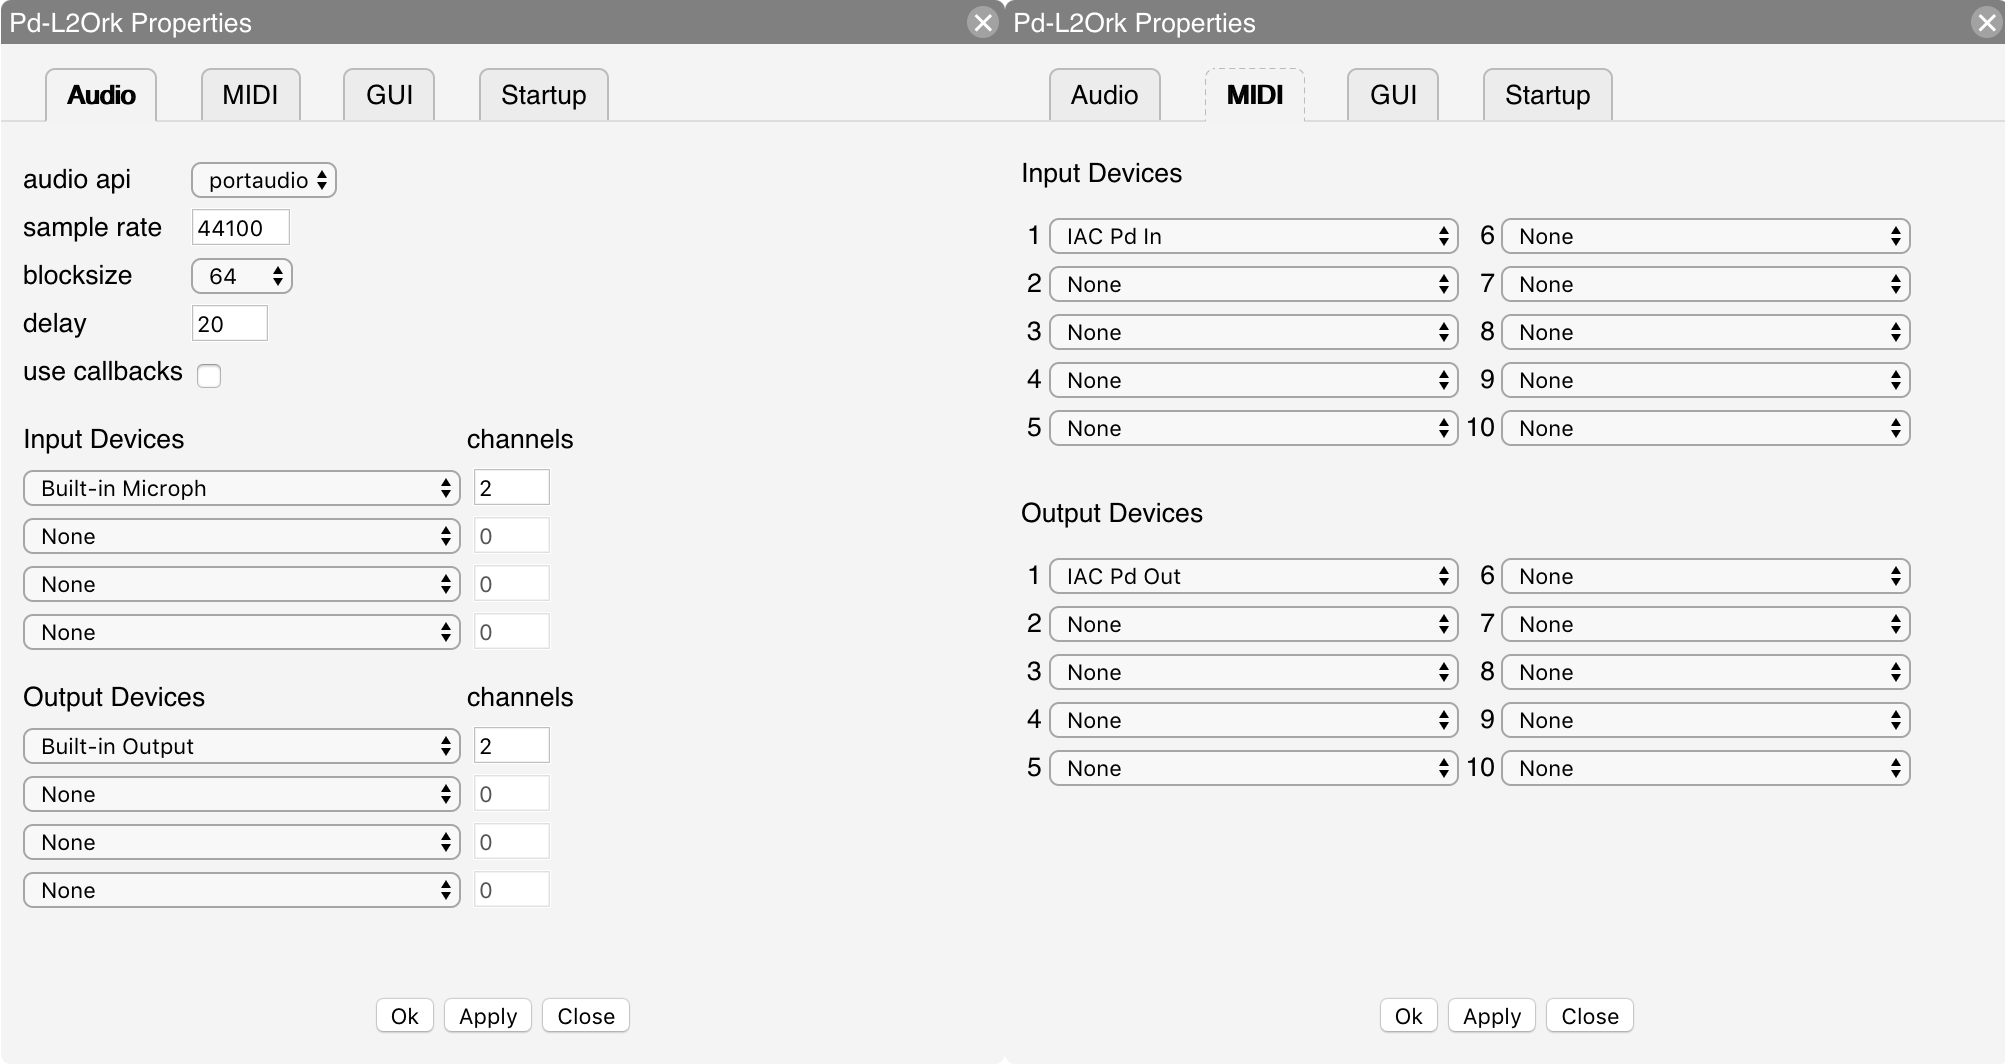 Pd-L2Ork Properties
Audio MIDI GUI Startup
audio api portaudio
sample rate 44100
blocksize 64
delay 20
use callbacks
Input Devices channels
Built-in Microph 2
None 0
None 0
None 0
Output Devices channels
Built-in Output 2
None 0
None 0
None 0
Ok Apply Close
Pd-L2Ork Properties
Audio MIDI GUI Startup
Input Devices
1 IAC Pd In 6 None
2 None 7 None
3 None 8 None
4 None 9 None
5 None 10 None
Output Devices
1 IAC Pd Out 6 None
2 None 7 None
3 None 8 None
4 None 9 None
5 None 10 None
Ok Apply Close